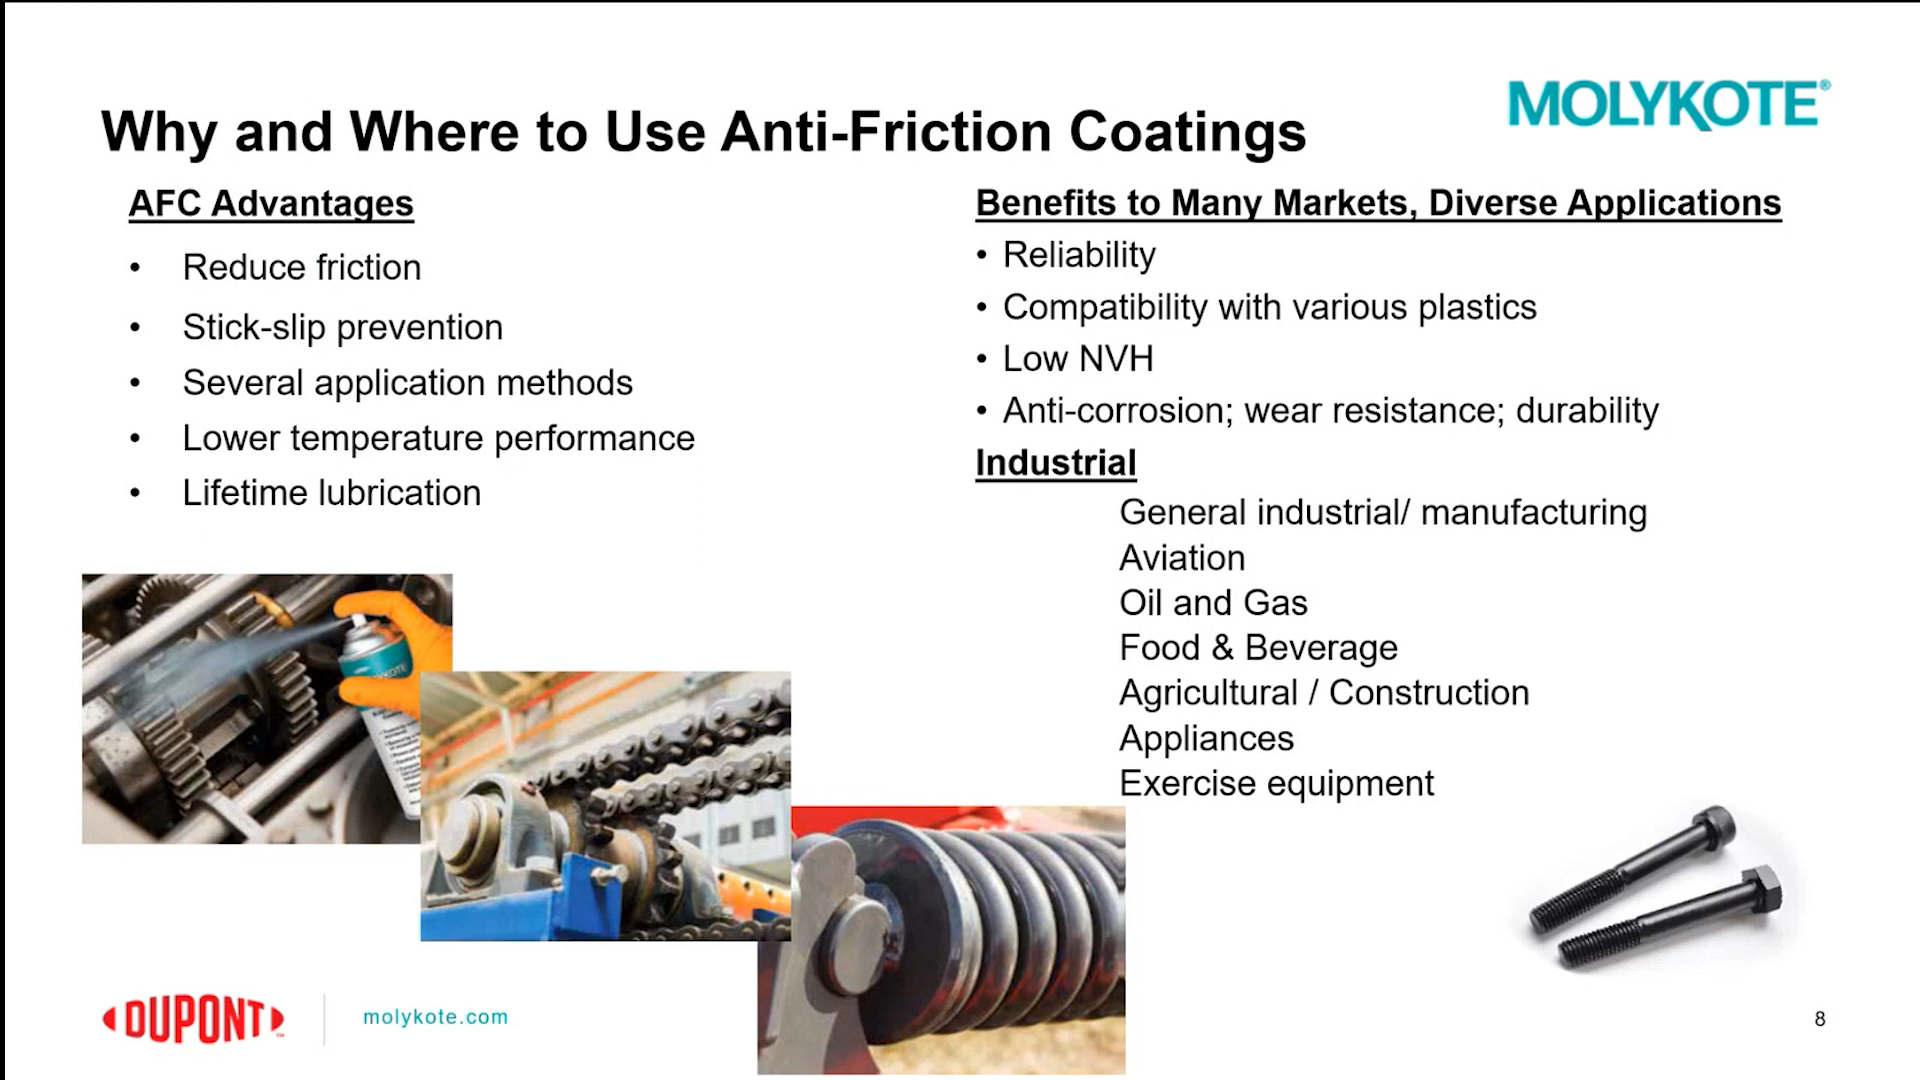 MOLYKOTE®
Why and Where to Use Anti-Friction Coatings
AFC Advantages
• Reduce friction
• Stick-slip prevention
• Several application methods
• Lower temperature performance
• Lifetime lubrication
Benefits to Many Markets, Diverse Applications
• Reliability
• Compatibility with various plastics
• Low NVH
• Anti-corrosion; wear resistance; durability
Industrial
General industrial/ manufacturing
Aviation
Oil and Gas
Food & Beverage
Agricultural / Construction
Appliances
Exercise equipment
DUPONT™
molykote.com
8